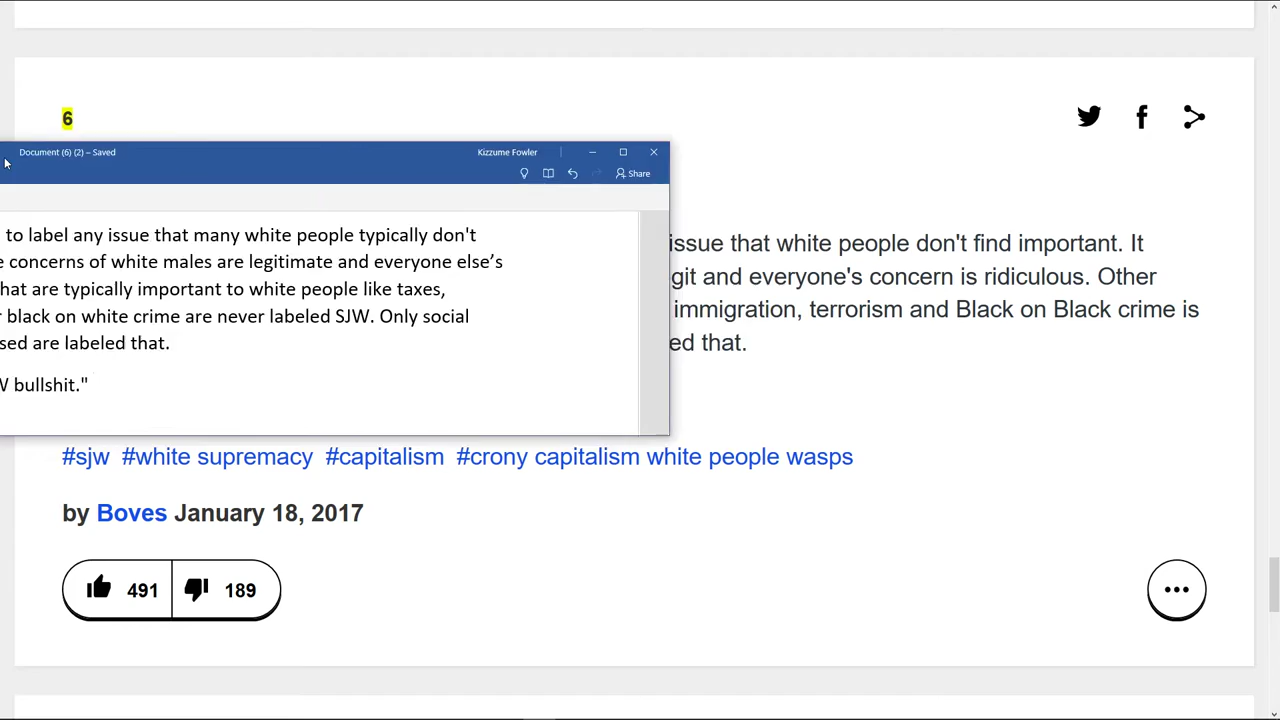 6
Document (6) (2) – Saved
Kizzume Fowler
Share
to label any issue that many white people typically don't
concerns of white males are legitimate and everyone else’s
hat are typically important to white people like taxes,
black on white crime are never labeled SJW. Only social
sed are labeled that.
bullshit."
issue that white people don't find important. It
git and everyone's concern is ridiculous. Other
immigration, terrorism and Black on Black crime is
ed that.
#sjw #white supremacy #capitalism #crony capitalism white people wasps
by Boves January 18, 2017
491 189